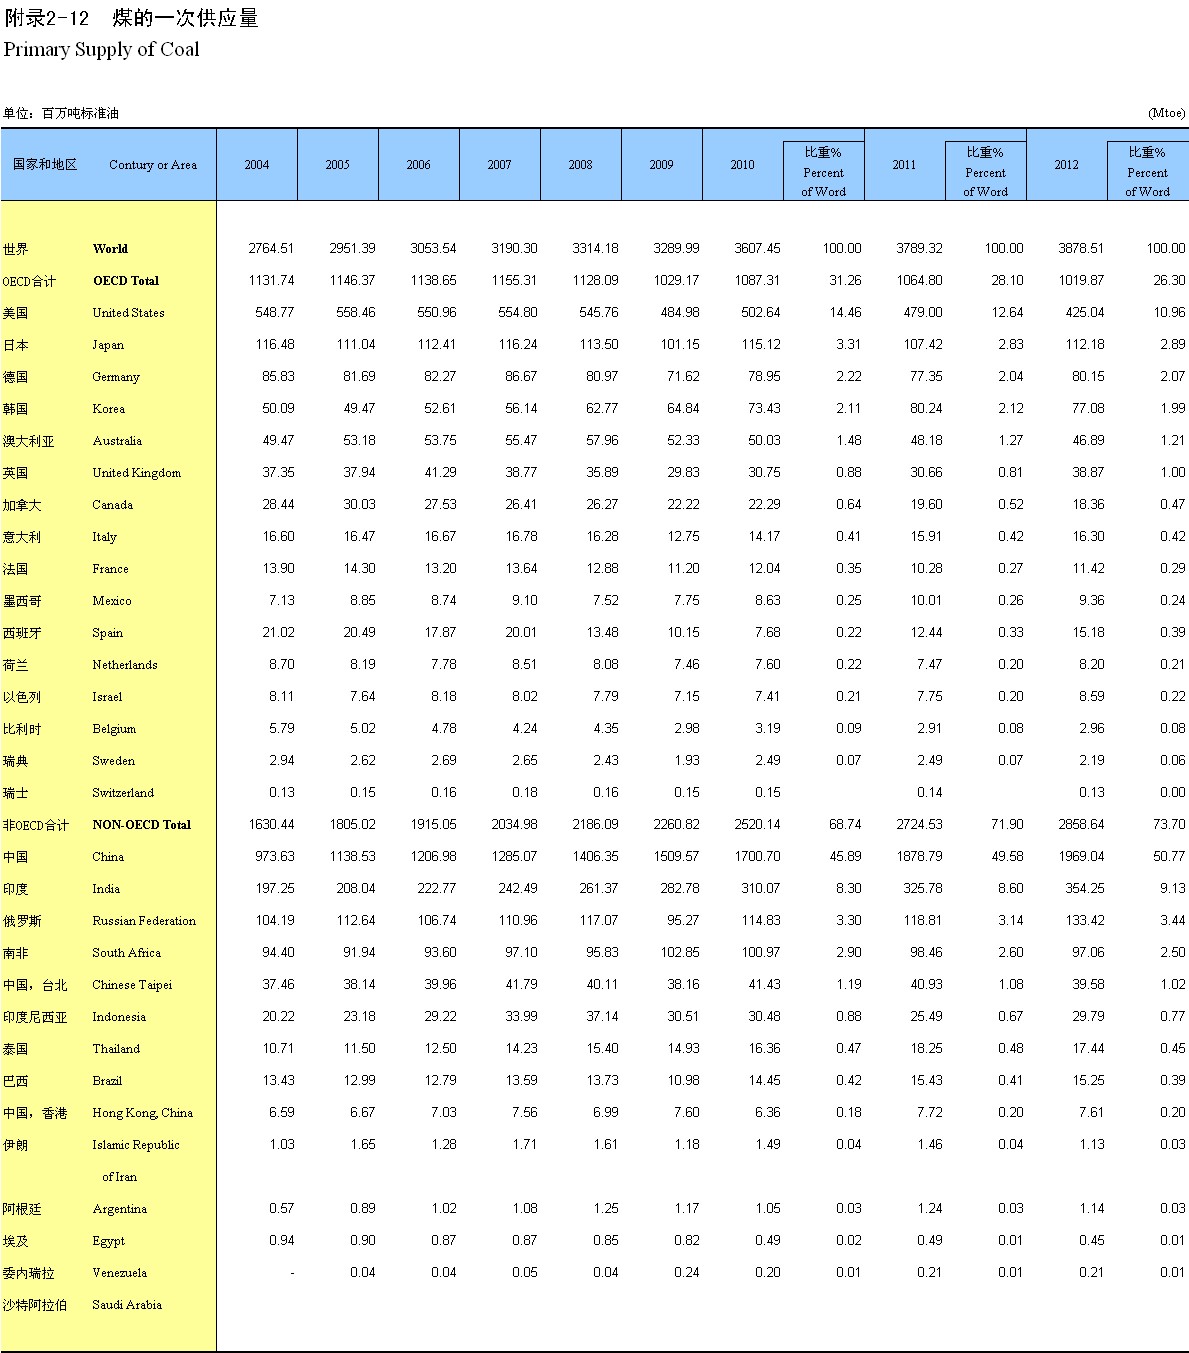 附录2-12 煤的一次供应量
Primary Supply of Coal
单位：百万吨标准油 (Mtoe)
国家和地区 Contury or Area 2004 2005 2006 2007 2008 2009 2010 比重% Percent of Word 2011 比重% Percent of Word 2012 比重% Percent of Word
世界 World 2764.51 2951.39 3053.54 3190.30 3314.18 3289.99 3607.45 100.00 3789.32 100.00 3878.51 100.00
OECD合计 OECD Total 1131.74 1146.37 1138.65 1155.31 1128.09 1029.17 1087.31 31.26 1064.80 28.10 1019.87 26.30
美国 United States 548.77 558.46 550.96 554.80 545.76 484.98 502.64 14.46 479.00 12.64 425.04 10.96
日本 Japan 116.48 111.04 112.41 116.24 113.50 101.15 115.12 3.31 107.42 2.83 112.18 2.89
德国 Germany 85.83 81.69 82.27 86.67 80.97 71.62 78.95 2.22 77.35 2.04 80.15 2.07
韩国 Korea 50.09 49.47 52.61 56.14 62.77 64.84 73.43 2.11 80.24 2.12 77.08 1.99
澳大利亚 Australia 49.47 53.18 53.75 55.47 57.96 52.33 50.03 1.48 48.18 1.27 46.89 1.21
英国 United Kingdom 37.35 37.94 41.29 38.77 35.89 29.83 30.75 0.88 30.66 0.81 38.87 1.00
加拿大 Canada 28.44 30.03 27.53 26.41 26.27 22.22 22.29 0.64 19.60 0.52 18.36 0.47
意大利 Italy 16.60 16.47 16.67 16.78 16.28 12.75 14.17 0.41 15.91 0.42 16.30 0.42
法国 France 13.90 14.30 13.20 13.64 12.88 11.20 12.04 0.35 10.28 0.27 11.42 0.29
墨西哥 Mexico 7.13 8.85 8.74 9.10 7.52 7.75 8.63 0.25 10.01 0.26 9.36 0.24
西班牙 Spain 21.02 20.49 17.87 20.01 13.48 10.15 7.68 0.22 12.44 0.33 15.18 0.39
荷兰 Netherlands 8.70 8.19 7.78 8.51 8.08 7.46 7.60 0.22 7.47 0.20 8.20 0.21
以色列 Israel 8.11 7.64 8.18 8.02 7.79 7.15 7.41 0.21 7.75 0.20 8.59 0.22
比利时 Belgium 5.79 5.02 4.78 4.24 4.35 2.98 3.19 0.09 2.91 0.08 2.96 0.08
瑞典 Sweden 2.94 2.62 2.69 2.65 2.43 1.93 2.49 0.07 2.49 0.07 2.19 0.06
瑞士 Switzerland 0.13 0.15 0.16 0.18 0.16 0.15 0.15 0.14 0.13 0.00
非OECD合计 NON-OECD Total 1630.44 1805.02 1915.05 2034.98 2186.09 2260.82 2520.14 68.74 2724.53 71.90 2858.64 73.70
中国 China 973.63 1138.53 1206.98 1285.07 1406.35 1509.57 1700.70 45.89 1878.79 49.58 1969.04 50.77
印度 India 197.25 208.04 222.77 242.49 261.37 282.78 310.07 8.30 325.78 8.60 354.25 9.13
俄罗斯 Russian Federation 104.19 112.64 106.74 110.96 117.07 95.27 114.83 3.30 118.81 3.14 133.42 3.44
南非 South Africa 94.40 91.94 93.60 97.10 95.83 102.85 100.97 2.90 98.46 2.60 97.06 2.50
中国，台北 Chinese Taipei 37.46 38.14 39.96 41.79 40.11 38.16 41.43 1.19 40.93 1.08 39.58 1.02
印度尼西亚 Indonesia 20.22 23.18 29.22 33.99 37.14 30.51 30.48 0.88 25.49 0.67 29.79 0.77
泰国 Thailand 10.71 11.50 12.50 14.23 15.40 14.93 16.36 0.47 18.25 0.48 17.44 0.45
巴西 Brazil 13.43 12.99 12.79 13.59 13.73 10.98 14.45 0.42 15.43 0.41 15.25 0.39
中国，香港 Hong Kong, China 6.59 6.67 7.03 7.56 6.99 7.60 6.36 0.18 7.72 0.20 7.61 0.20
伊朗 Islamic Republic 1.03 1.65 1.28 1.71 1.61 1.18 1.49 0.04 1.46 0.04 1.13 0.03
of Iran
阿根廷 Argentina 0.57 0.89 1.02 1.08 1.25 1.17 1.05 0.03 1.24 0.03 1.14 0.03
埃及 Egypt 0.94 0.90 0.87 0.87 0.85 0.82 0.49 0.02 0.49 0.01 0.45 0.01
委内瑞拉 Venezuela - 0.04 0.04 0.05 0.04 0.24 0.20 0.01 0.21 0.01 0.21 0.01
沙特阿拉伯 Saudi Arabia